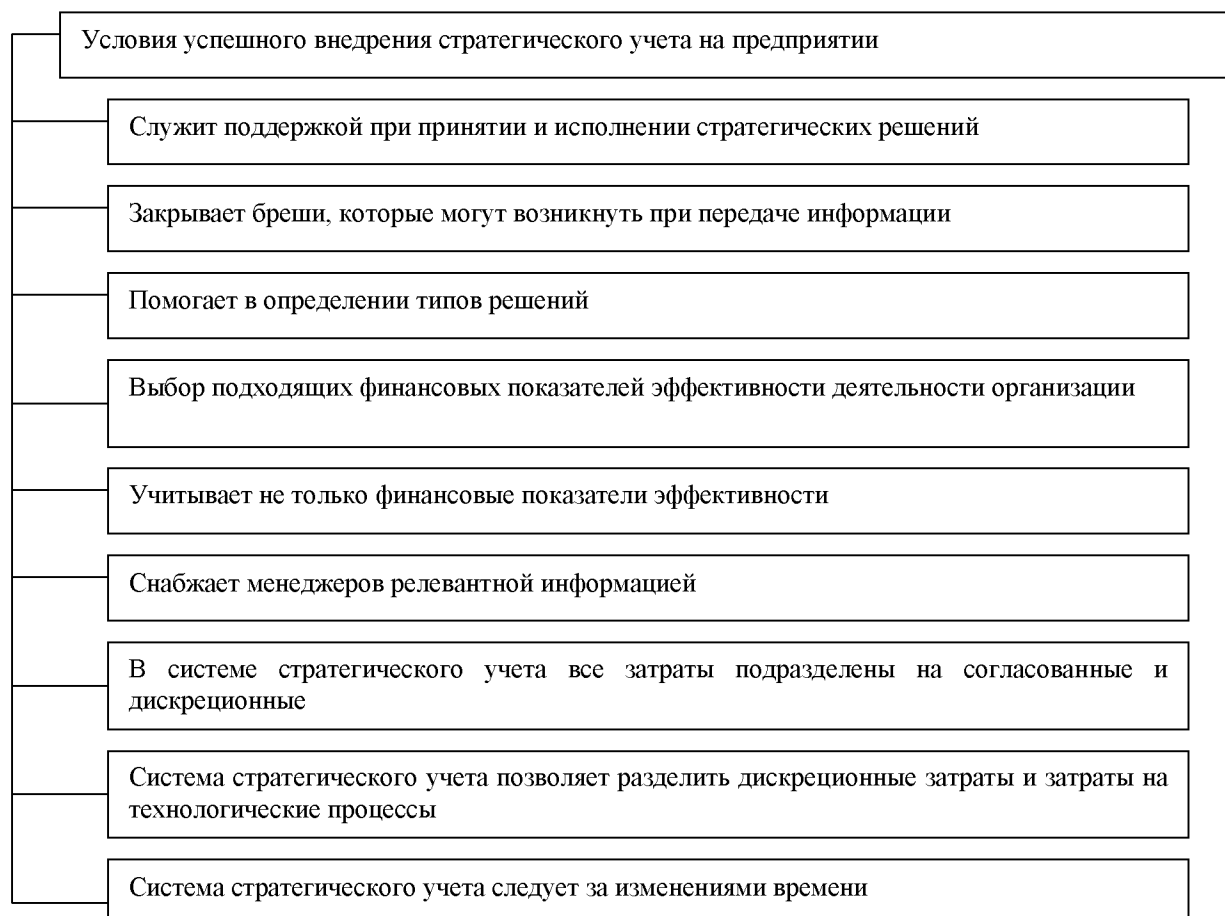 Условия успешного внедрения стратегического учета на предприятии
Служит поддержкой при принятии и исполнении стратегических решений
Закрывает бреши, которые могут возникнуть при передаче информации
Помогает в определении типов решений
Выбор подходящих финансовых показателей эффективности деятельности организации
Учитывает не только финансовые показатели эффективности
Снабжает менеджеров релевантной информацией
В системе стратегического учета все затраты подразделены на согласованные и
дискреционные
Система стратегического учета позволяет разделить дискреционные затраты и затраты на
технологические процессы
Система стратегического учета следует за изменениями времени